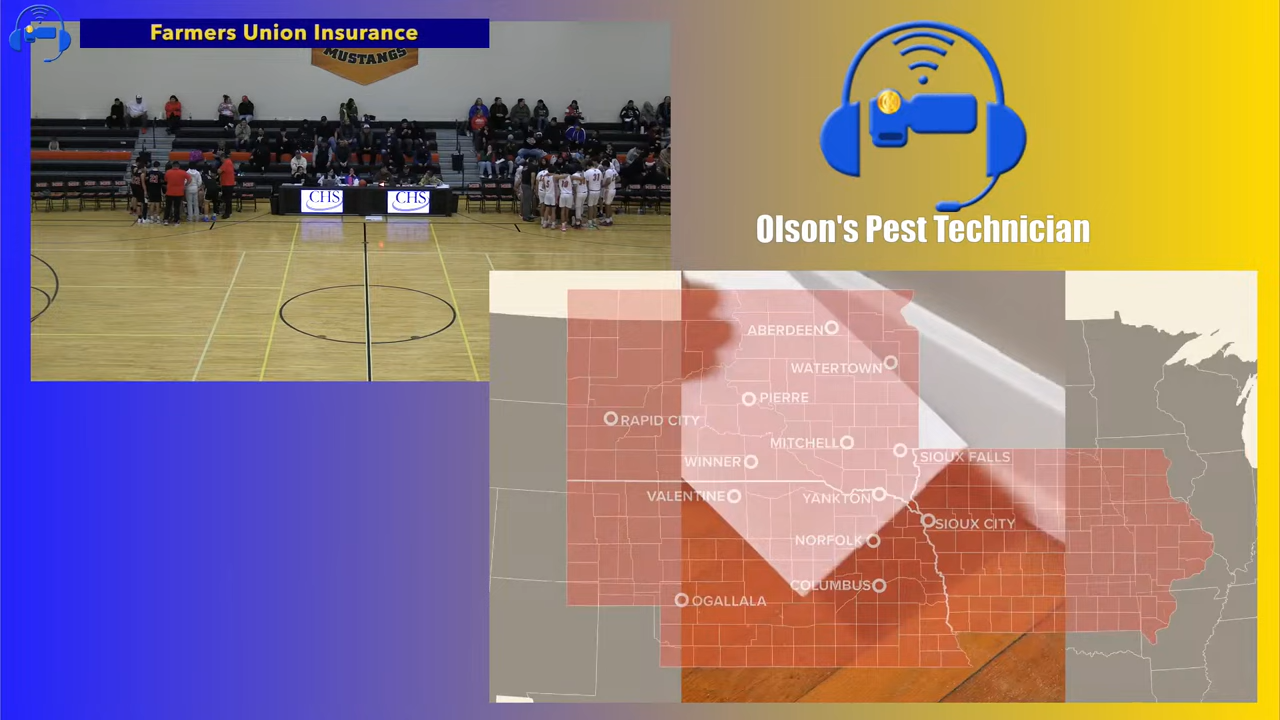 Farmers Union Insurance
MUSTANGS
CHS
CHS
Olson's Pest Technician
ABERDEEN
WATERTOWN
PIERRE
RAPID CITY
MITCHELL
SIOUX FALLS
WINNER
VALENTINE
YANKTON
SIOUX CITY
NORFOLK
COLUMBUS
OGALLALA